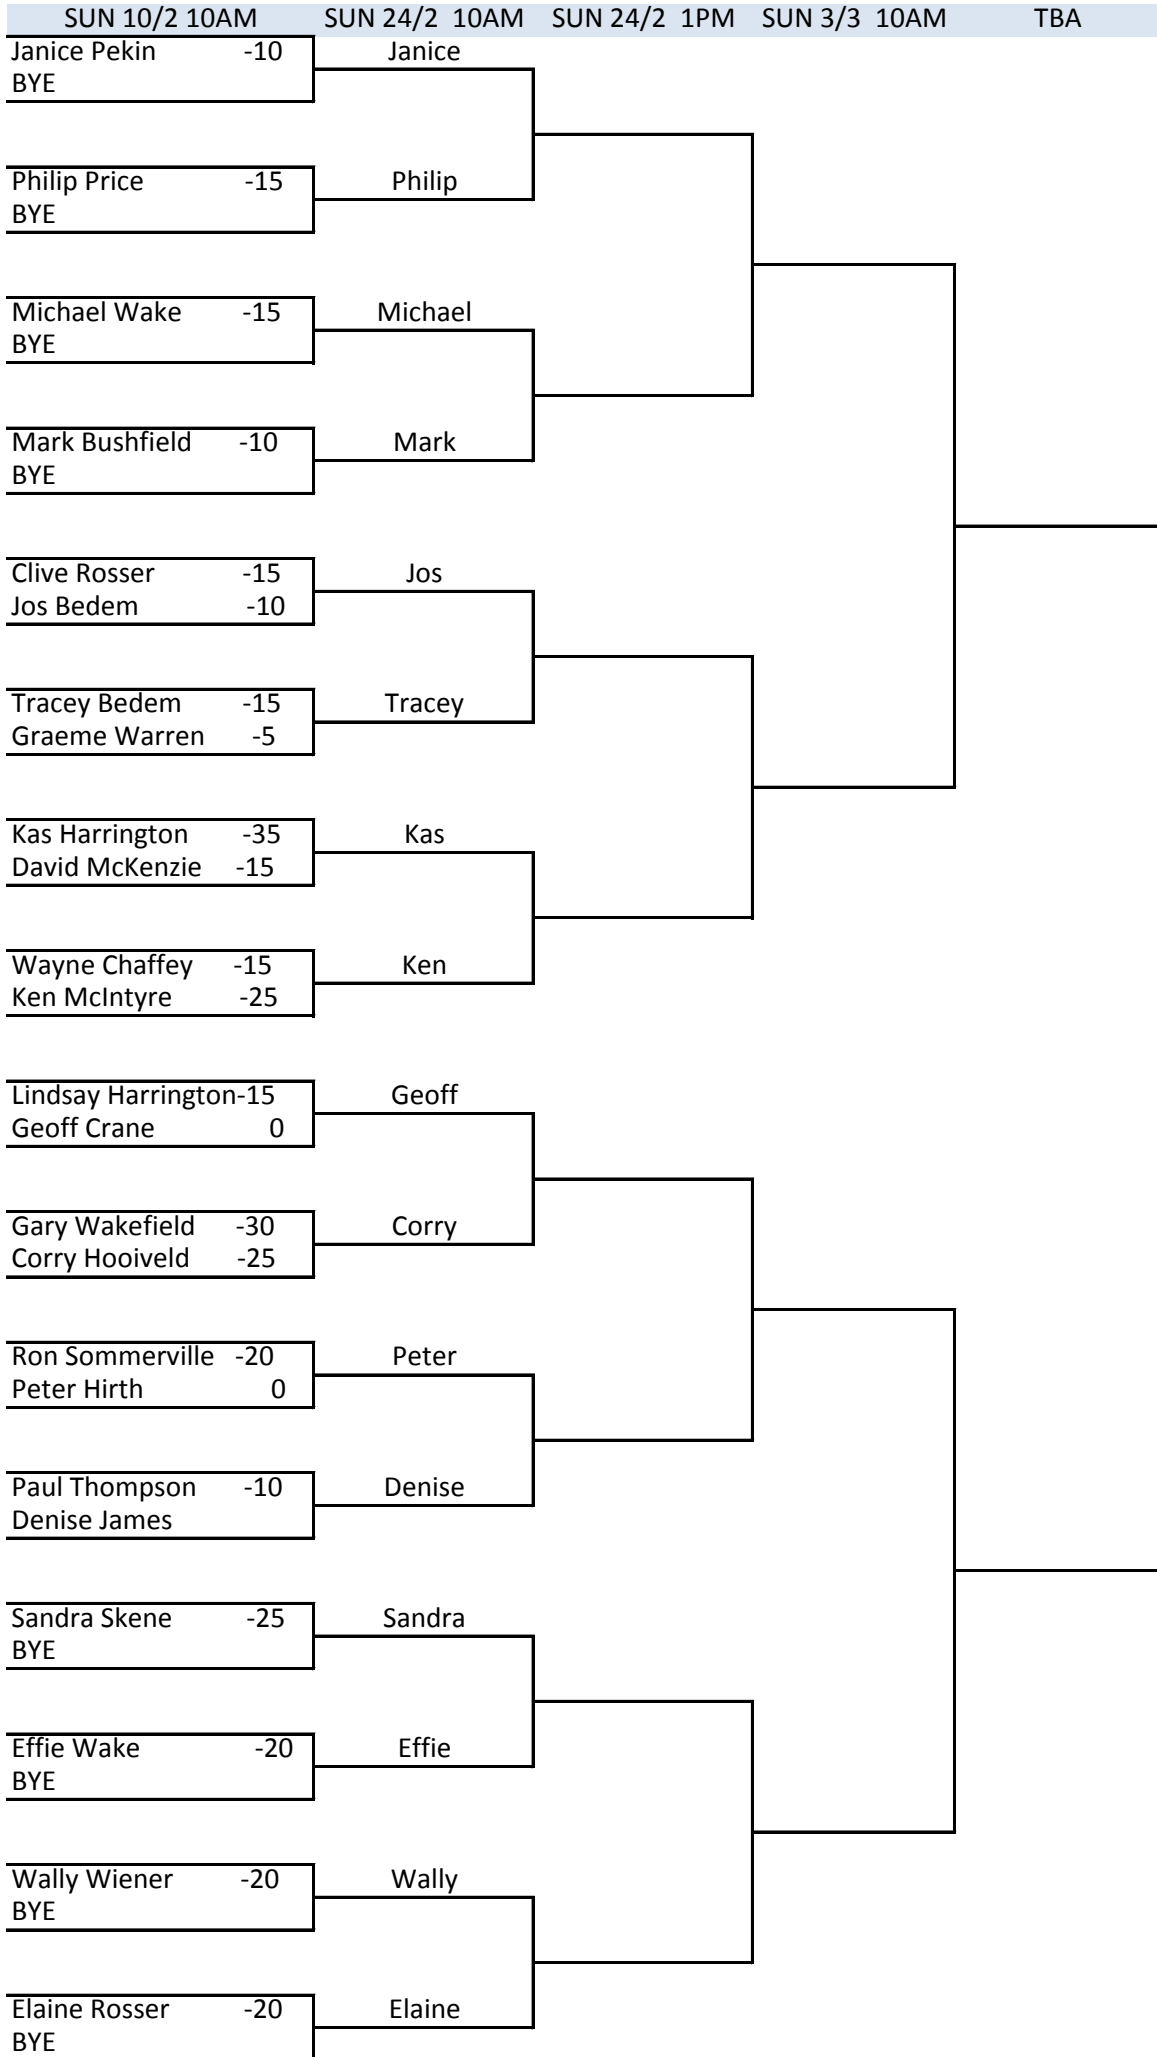 SUN 10/2 10AM SUN 24/2 10AM SUN 24/2 1PM SUN 3/3 10AM TBA
Janice Pekin -10 Janice
BYE
Philip Price -15 Philip
BYE
Michael Wake -15 Michael
BYE
Mark Bushfield -10 Mark
BYE
Clive Rosser -15 Jos
Jos Bedem -10
Tracey Bedem -15 Tracey
Graeme Warren -5
Kas Harrington -35 Kas
David McKenzie -15
Wayne Chaffey -15 Ken
Ken McIntyre -25
Lindsay Harrington-15 Geoff
Geoff Crane 0
Gary Wakefield -30 Corry
Corry Hooiveld -25
Ron Sommerville -20 Peter
Peter Hirth 0
Paul Thompson -10 Denise
Denise James
Sandra Skene -25 Sandra
BYE
Effie Wake -20 Effie
BYE
Wally Wiener -20 Wally
BYE
Elaine Rosser -20 Elaine
BYE